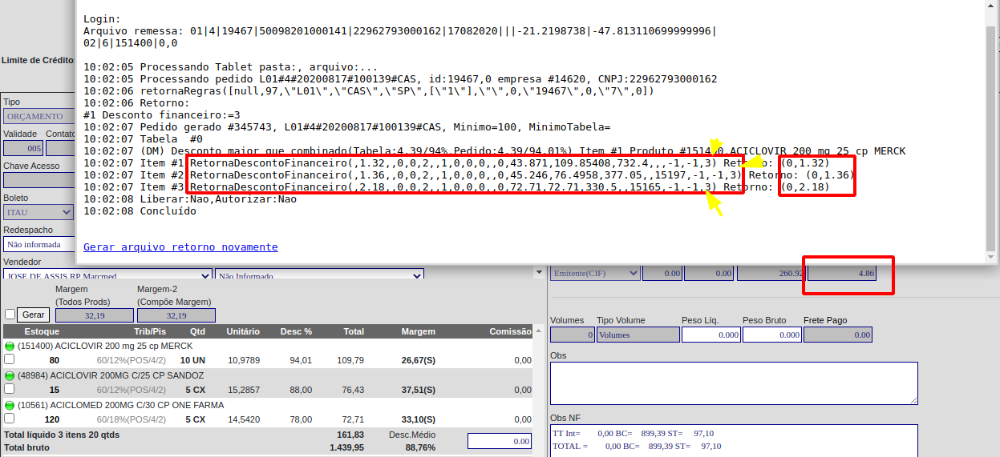 Login:
Arquivo remessa: 01|4|19467|50098201000141|22962793000162|17082020|||-21.2198738|-47.813110699999996|
02|6|151400|0,0
Limite de Crédito:
10:02:05 Processando Tablet pasta:, arquivo:...
10:02:05 Processando pedido L01#4#20200817#100139#CAS, id:19467,0 empresa #14620, CNPJ:22962793000162
10:02:06 retornaRegras([null,97,\"L01\",\"CAS\",\"SP\",[\"1\"],\"\",0,\"19467\",0,\"7\",0])
10:02:06 Retorno:
#1 Desconto financeiro:=3
10:02:07 Pedido gerado #345743, L01#4#20200817#100139#CAS, Minimo=100, MinimoTabela=
10:02:07 Tabela  #0
10:02:07 (DM) Desconto maior que combinado(Tabela:4.39/94%,Pedido:4.39/94.01%) Item #1 Produto #151400 ACICLOVIR 200 mg 25 cp MERCK
10:02:07 Item #1 RetornaDescontoFinanceiro(,1.32,,0,0,2,,1,0,0,0,,0,43.871,109.85408,732.4,,,-1,-1,3) Retorno: (0,1.32)
10:02:07 Item #2 RetornaDescontoFinanceiro(,1.36,,0,0,2,,1,0,0,0,,0,45.246,76.4958,377.05,,15197,-1,-1,3) Retorno: (0,1.36)
10:02:07 Item #3 RetornaDescontoFinanceiro(,2.18,,0,0,2,,1,0,0,0,,0,72.71,72.71,330.5,,15165,-1,-1,3) Retorno: (0,2.18)
10:02:08 Liberar:Nao,Autorizar:Nao
10:02:08 Concluído
Gerar arquivo retorno novamente
Tipo
ORÇAMENTO
Validade Contato
005
Chave Acesso
Boleto
ITAU
Redespacho
Não informada
Vendedor
JOSE DE ASSIS RP Marcmed Não Informado
Emitente(CIF) 0.00 0.00 260.92 4.86
Margem Margem-2
(Todos Prods) (Compõe Margem)
Gerar 32,19 32,19
Estoque Trib/Pis Qtd Unitário Desc % Total Margem Comissão
(151400) ACICLOVIR 200 mg 25 cp MERCK
80 60/12%(POS/4/2) 10 UN 10,9789 94,01 109,79 26,67(S) 0,00
(48984) ACICLOVIR 200MG C/25 CP SANDOZ
15 60/12%(POS/4/2) 5 CX 15,2857 88,00 76,43 37,51(S) 0,00
(10561) ACICLOMED 200MG C/30 CP ONE FARMA
120 60/18%(POS/4/2) 5 CX 14,5420 78,00 72,71 33,10(S) 0,00
Total líquido 3 itens 20 qtds 161,83 Desc.Médio
Total bruto 1.439,95 88,76% 0.00
Volumes Tipo Volume Peso Líq. Peso Bruto Frete Pago
0 Volumes 0.000 0.000 0.00
Obs
Obs NF
TT Int= 0,00 BC= 899,39 ST= 97,10
TOTAL = 0,00 BC= 899,39 ST= 97,10